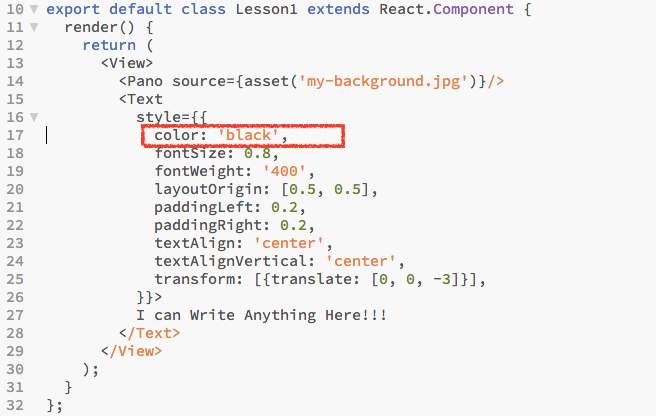 10 export default class Lesson1 extends React.Component {
11 render() {
12 return (
13 <View>
14 <Pano source={asset('my-background.jpg')}/>
15 <Text
16 style={{
17 color: 'black',
18 fontSize: 0.8,
19 fontWeight: '400',
20 layoutOrigin: [0.5, 0.5],
21 paddingLeft: 0.2,
22 paddingRight: 0.2,
23 textAlign: 'center',
24 textAlignVertical: 'center',
25 transform: [{translate: [0, 0, -3]}],
26 }}>
27 I can Write Anything Here!!!
28 </Text>
29 </View>
30 );
31 }
32 };